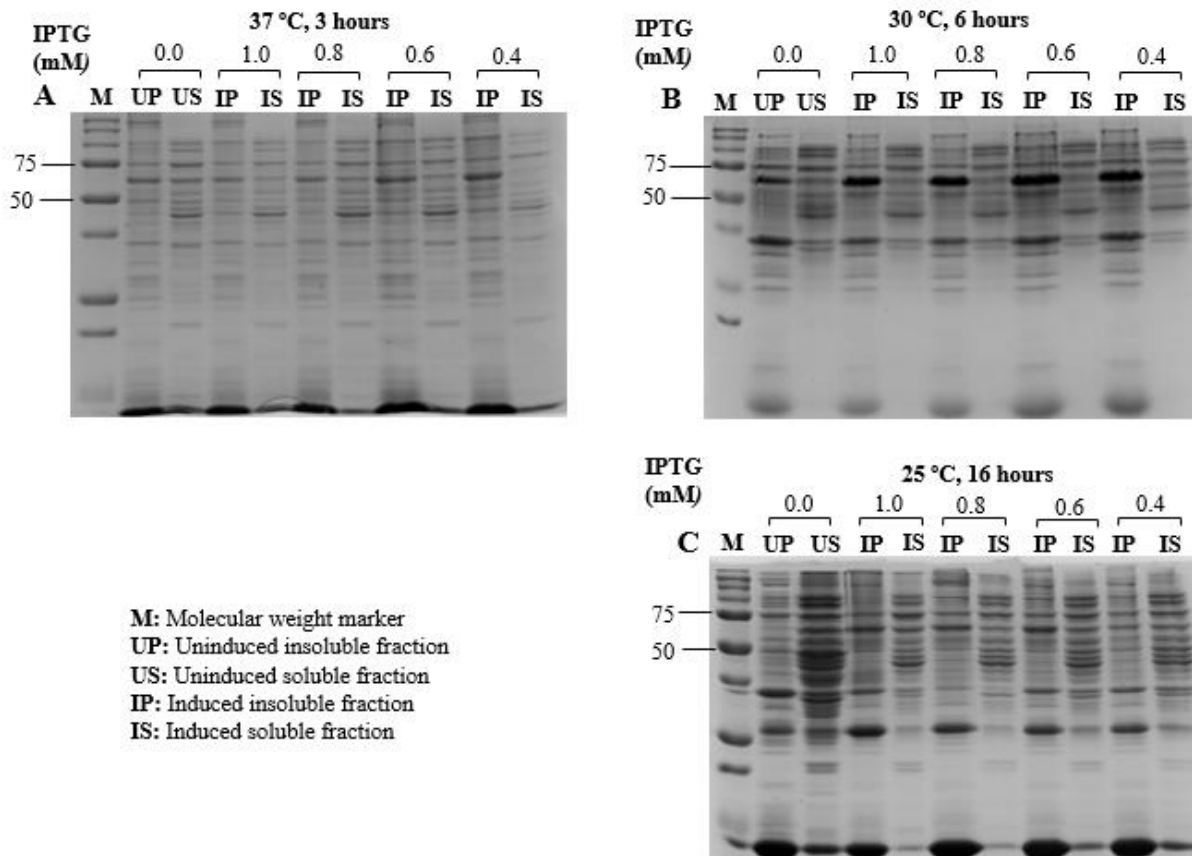 37 °C, 3 hours
IPTG
(mM)
0.0 1.0 0.8 0.6 0.4
A M UP US IP IS IP IS IP IS IP IS
75
50
30 °C, 6 hours
IPTG
(mM)
0.0 1.0 0.8 0.6 0.4
B M UP US IP IS IP IS IP IS IP IS
75
50
25 °C, 16 hours
IPTG
(mM)
0.0 1.0 0.8 0.6 0.4
C M UP US IP IS IP IS IP IS IP IS
75
50
M: Molecular weight marker
UP: Uninduced insoluble fraction
US: Uninduced soluble fraction
IP: Induced insoluble fraction
IS: Induced soluble fraction